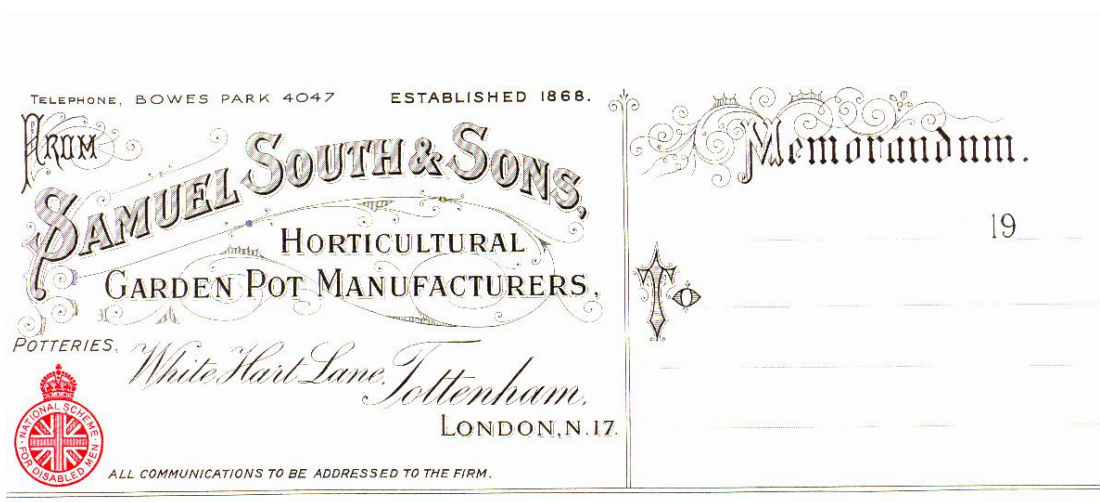 TELEPHONE, BOWES PARK 4047 ESTABLISHED 1868.
FROM
SAMUEL SOUTH & SONS,
HORTICULTURAL
GARDEN POT MANUFACTURERS,
POTTERIES,
White Hart Lane, Tottenham,
LONDON, N.17.
NATIONAL SCHEME
FOR DISABLED MEN
ALL COMMUNICATIONS TO BE ADDRESSED TO THE FIRM.
Memorandum.
19
To